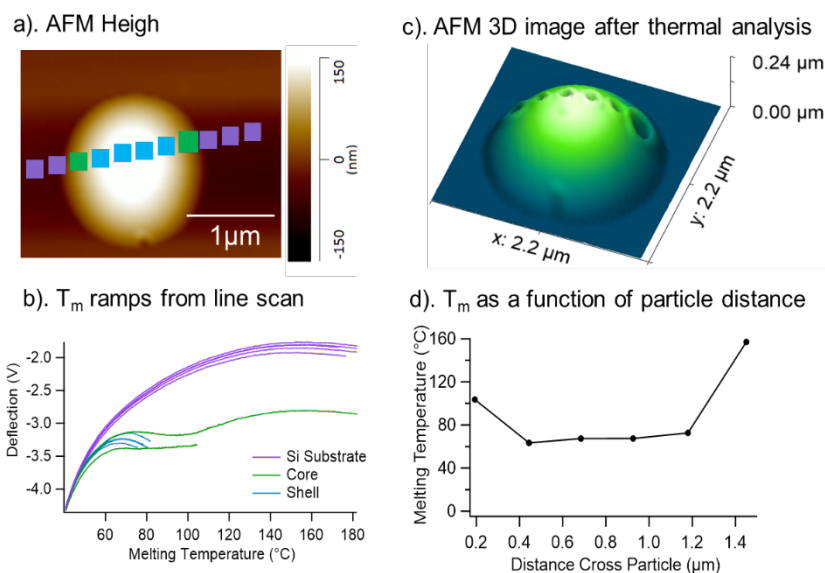 a). AFM Heigh
150
0
(nm)
-150
1μm
c). AFM 3D image after thermal analysis
0.24 μm
0.00 μm
x: 2.2 μm
y: 2.2 μm
b). Tm ramps from line scan
Deflection (V)
-2.0
-2.5
-3.0
-3.5
-4.0
Si Substrate
Core
Shell
60 80 100 120 140 160 180
Melting Temperature (°C)
d). Tm as a function of particle distance
Melting Temperature (°C)
160
120
80
40
0
0.2 0.4 0.6 0.8 1.0 1.2 1.4
Distance Cross Particle (μm)